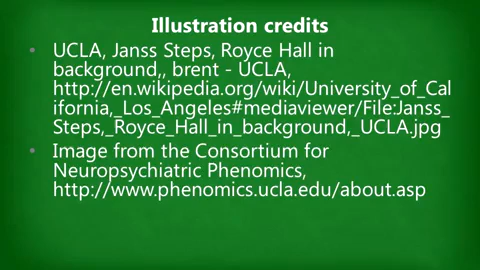 Illustration credits
• UCLA, Janss Steps, Royce Hall in
background,, brent - UCLA,
http://en.wikipedia.org/wiki/University_of_Cal
ifornia,_Los_Angeles#mediaviewer/File:Janss_
Steps,_Royce_Hall_in_background,_UCLA.jpg
• Image from the Consortium for
Neuropsychiatric Phenomics,
http://www.phenomics.ucla.edu/about.asp